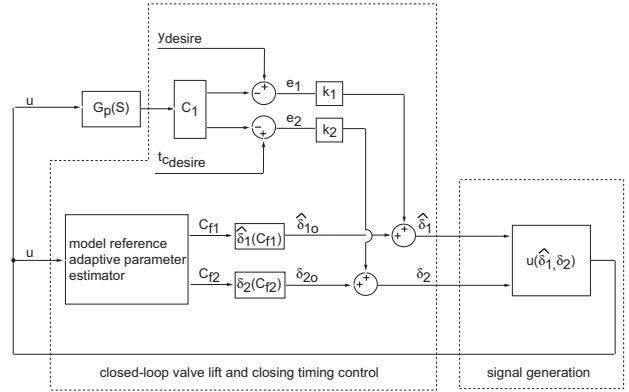 ydesire
u
Gp(S)
C1
e1
k1
e2
k2
tcdesire
u
model reference
adaptive parameter
estimator
Cf1
δ̂1(Cf1)
δ̂1o
δ̂1
Cf2
δ2(Cf2)
δ2o
δ2
u(δ̂1,δ2)
closed-loop valve lift and closing timing control
signal generation